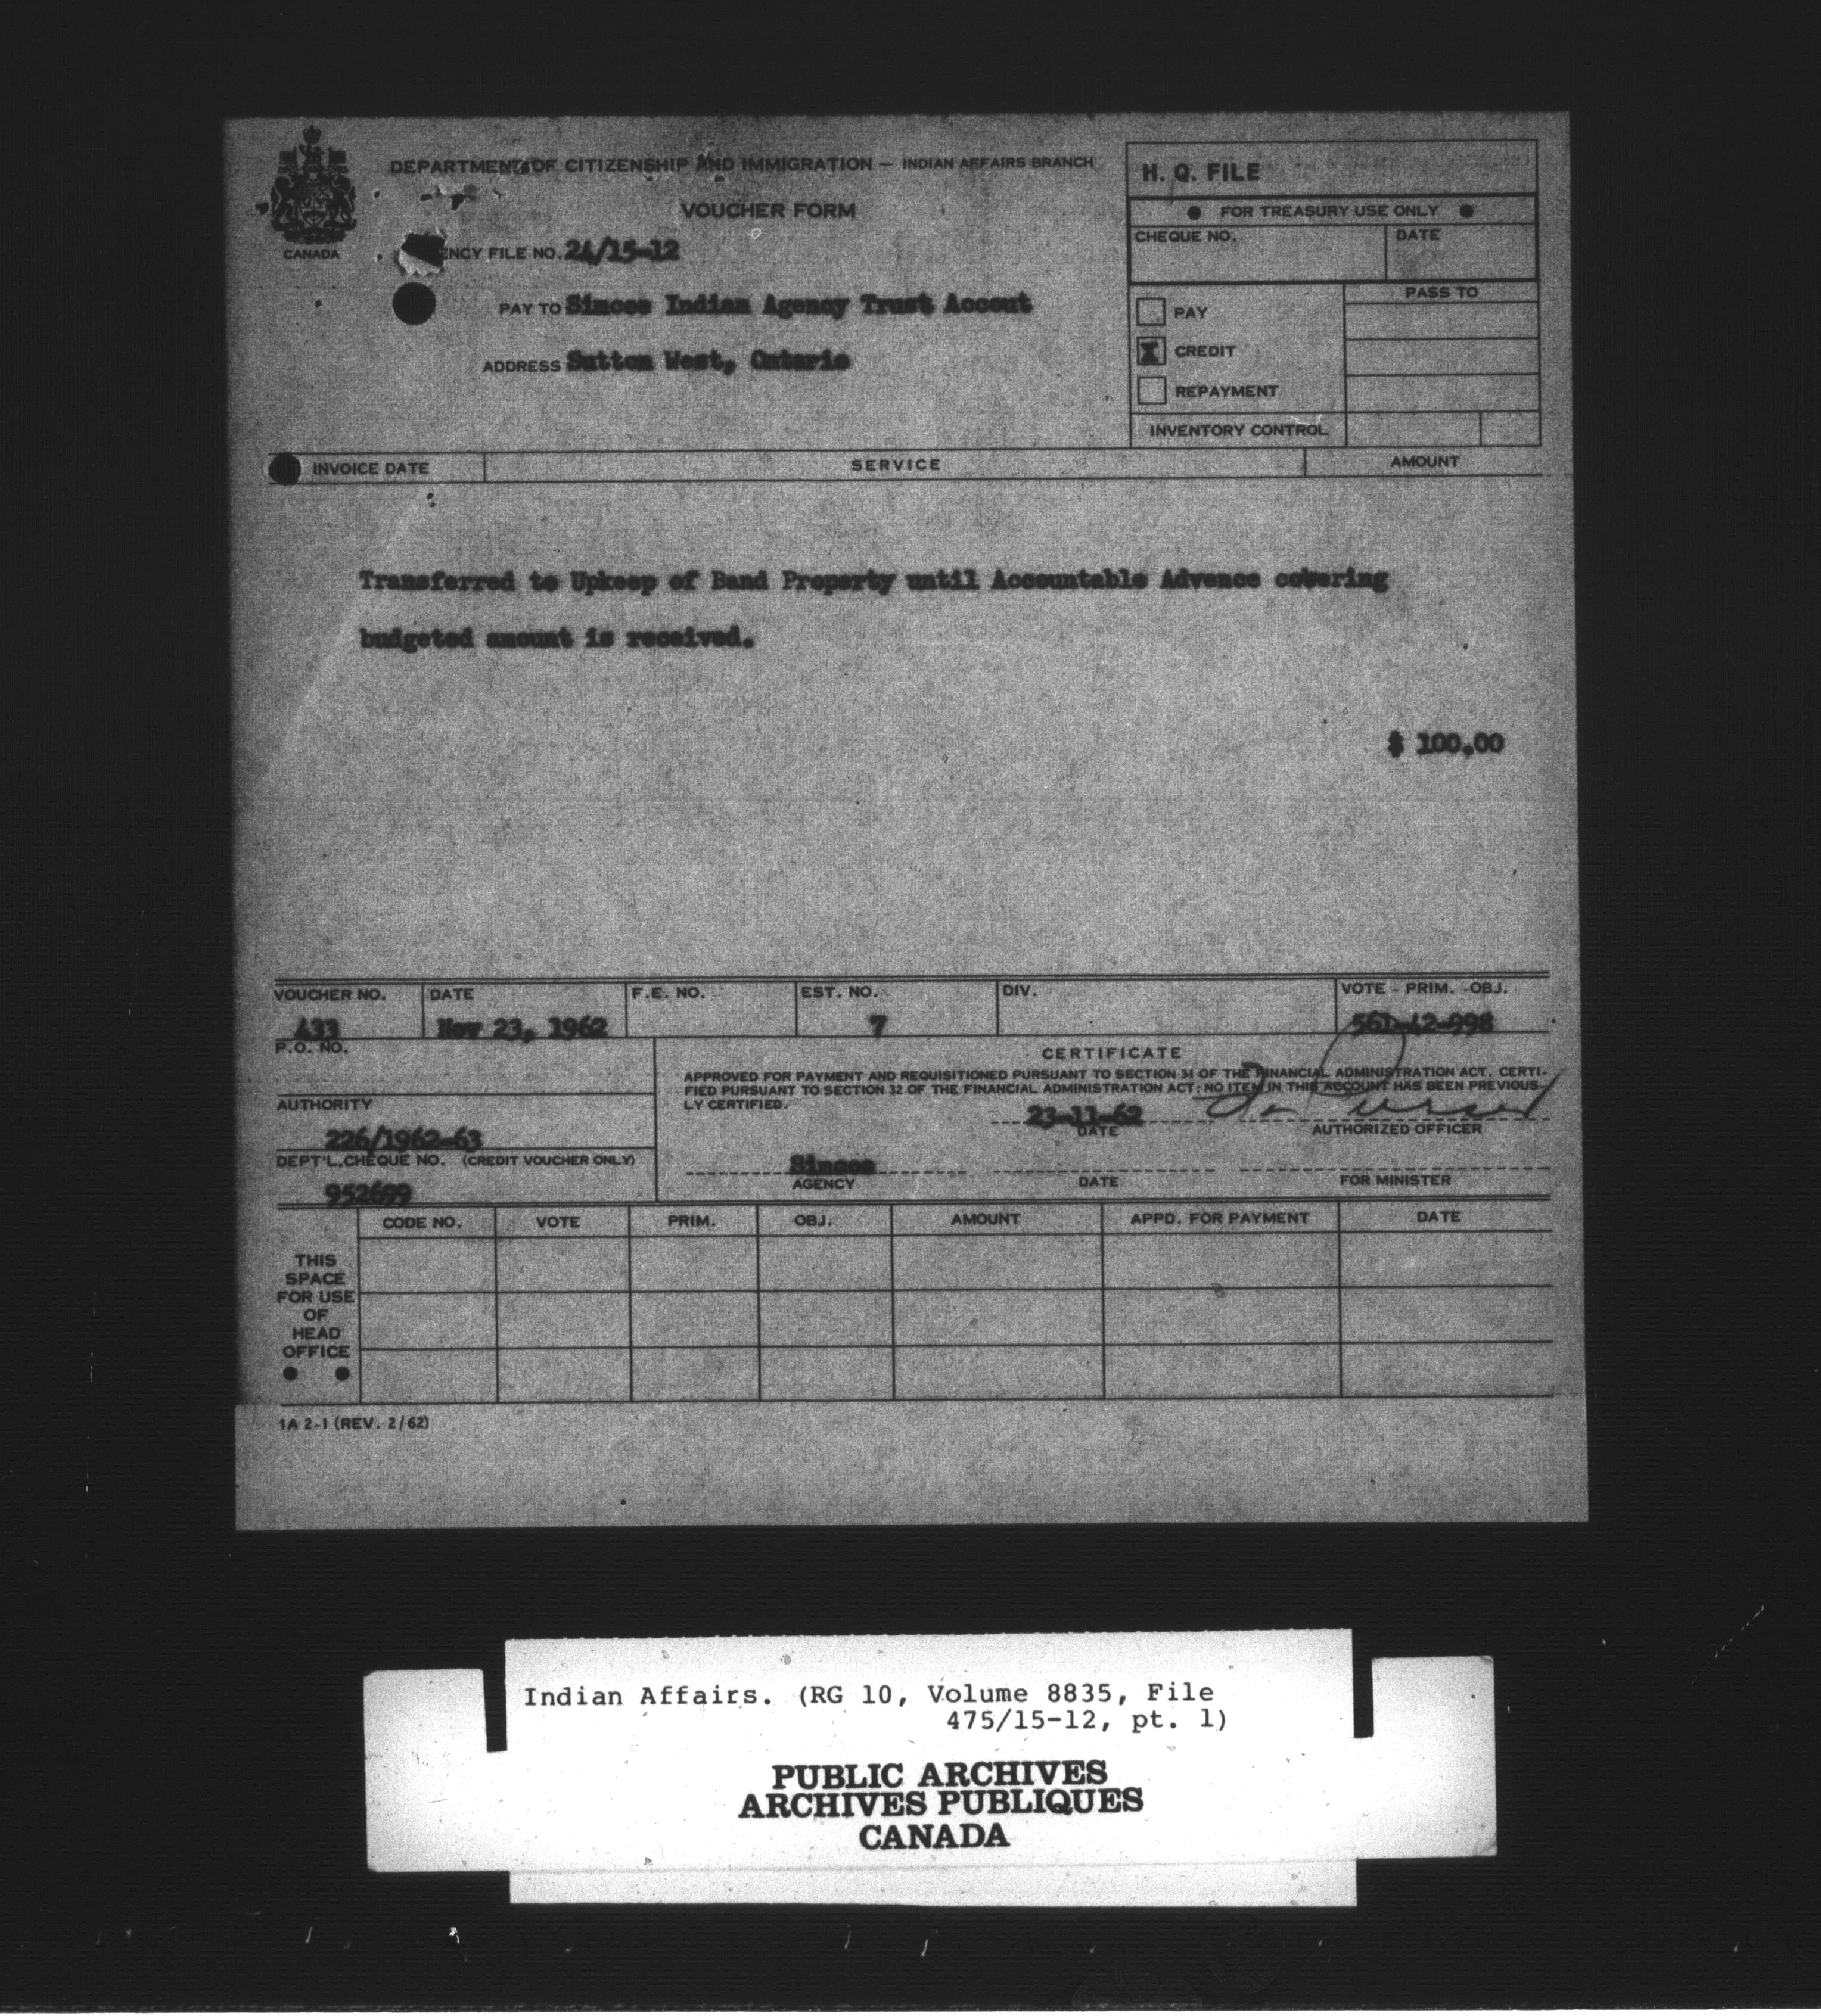 DEPARTMENT OF CITIZENSHIP AND IMMIGRATION — INDIAN AFFAIRS BRANCH
VOUCHER FORM
CANADA
NCY FILE NO. 24/15-12
PAY TO Simcoe Indian Agency Trust Accout
ADDRESS Sutton West, Ontario
H. Q. FILE
FOR TREASURY USE ONLY
CHEQUE NO. DATE
PASS TO
PAY
X CREDIT
REPAYMENT
INVENTORY CONTROL
INVOICE DATE SERVICE AMOUNT
Transferred to Upkeep of Band Property until Accountable Advance covering
budgeted amount is received.
$ 100.00
VOUCHER NO. DATE F.E. NO. EST. NO. DIV. VOTE - PRIM. - OBJ.
433 Nov 23, 1962 7 561-42-998
P.O. NO.
AUTHORITY
226/1962-63
DEPT'L. CHEQUE NO. (CREDIT VOUCHER ONLY)
952699
CERTIFICATE
APPROVED FOR PAYMENT AND REQUISITIONED PURSUANT TO SECTION 31 OF THE FINANCIAL ADMINISTRATION ACT. CERTI-
FIED PURSUANT TO SECTION 32 OF THE FINANCIAL ADMINISTRATION ACT; NO ITEM IN THIS ACCOUNT HAS BEEN PREVIOUS-
LY CERTIFIED.
23-11-62
DATE AUTHORIZED OFFICER
Simcoe
AGENCY DATE FOR MINISTER
CODE NO. VOTE PRIM. OBJ. AMOUNT APPD. FOR PAYMENT DATE
THIS
SPACE
FOR USE
OF
HEAD
OFFICE
1A 2-1 (REV. 2/62)
Indian Affairs. (RG 10, Volume 8835, File
475/15-12, pt. 1)
PUBLIC ARCHIVES
ARCHIVES PUBLIQUES
CANADA